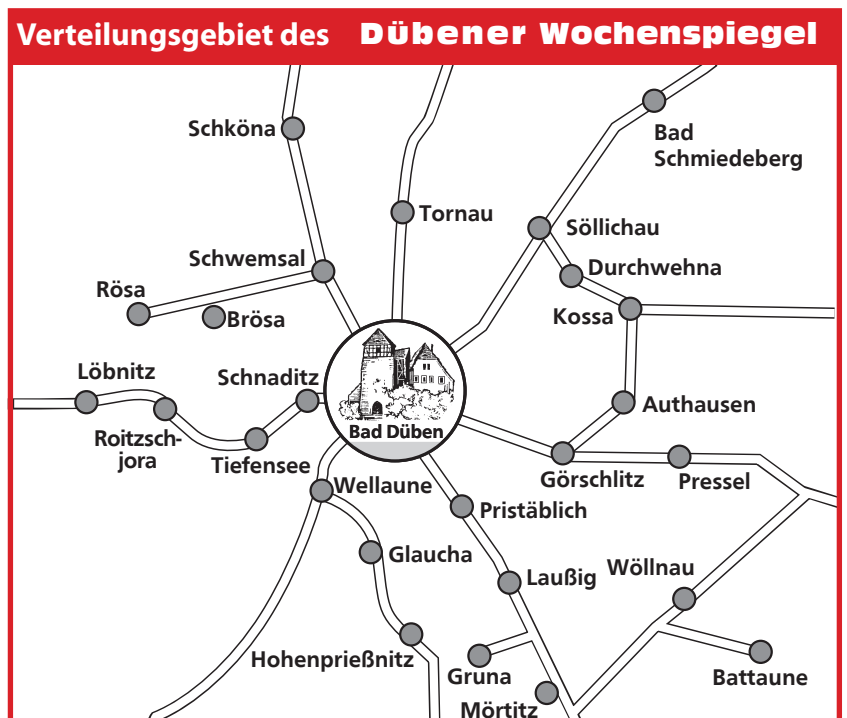 Verteilungsgebiet des Dübener Wochenspiegel
Schköna
Bad
Schmiedeberg
Tornau
Söllichau
Schwemsal
Durchwehna
Rösa
Brösa
Kossa
Löbnitz
Schnaditz
Authausen
Bad Düben
Roitzsch-
jora
Tiefensee
Görschlitz
Pressel
Wellaune
Pristäblich
Glaucha
Laußig
Wöllnau
Hohenprießnitz
Gruna
Battaune
Mörtitz